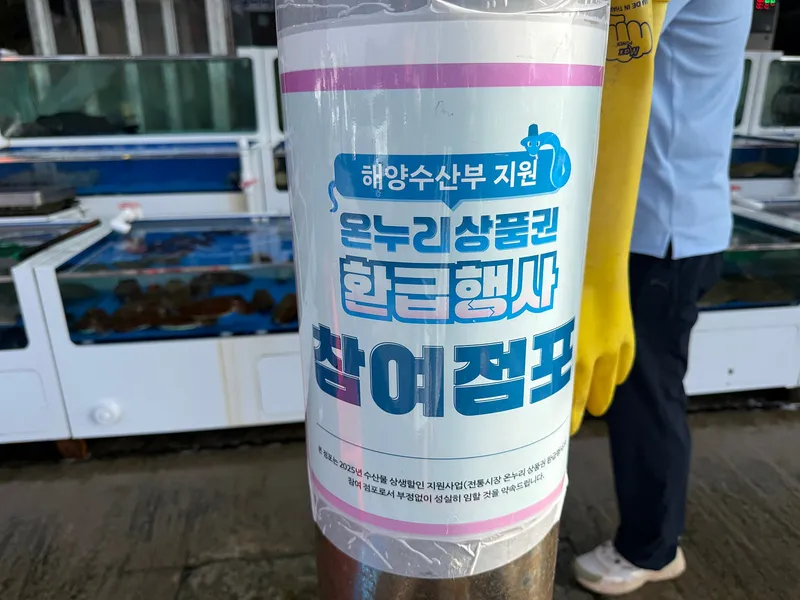 해양수산부 지원
온누리상품권
환급행사
참여점포
본 점포는 2025년 수산물 상생할인 지원사업(전통시장 온누리 상품권 환급행사)
참여 점포로서 부정없이 성실히 임할 것을 약속드립니다.